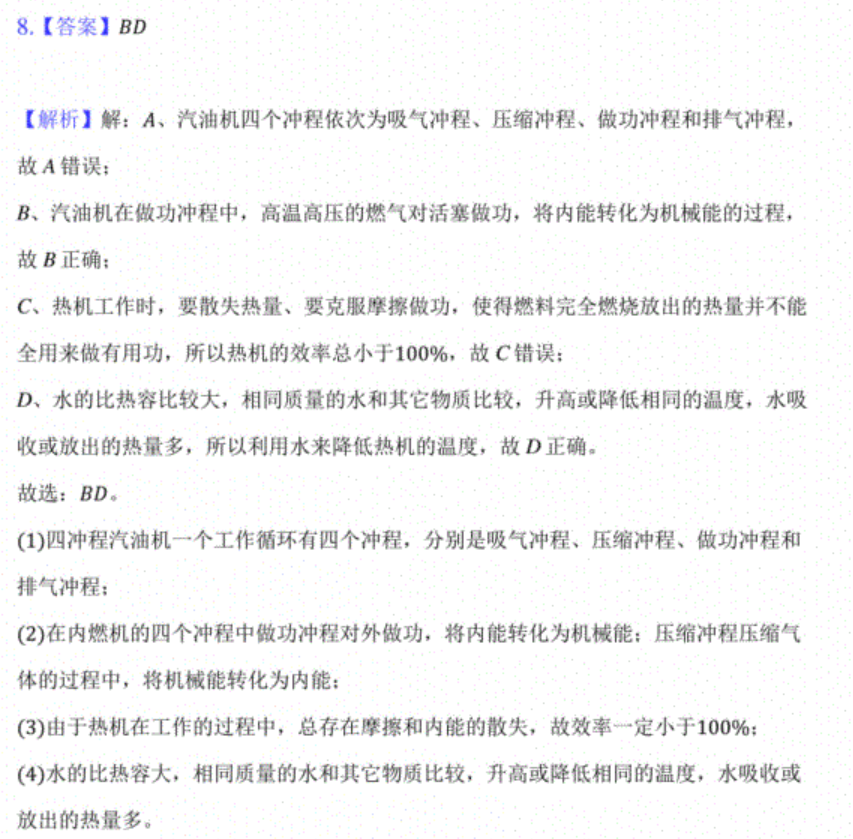 8.【答案】BD
【解析】解：A、汽油机四个冲程依次为吸气冲程、压缩冲程、做功冲程和排气冲程，
故A错误；
B、汽油机在做功冲程中，高温高压的燃气对活塞做功，将内能转化为机械能的过程，
故B正确；
C、热机工作时，要散失热量、要克服摩擦做功，使得燃料完全燃烧放出的热量并不能
全用来做有用功，所以热机的效率总小于100%，故C错误；
D、水的比热容比较大，相同质量的水和其它物质比较，升高或降低相同的温度，水吸
收或放出的热量多，所以利用水来降低热机的温度，故D正确。
故选：BD。
(1)四冲程汽油机一个工作循环有四个冲程，分别是吸气冲程、压缩冲程、做功冲程和
排气冲程；
(2)在内燃机的四个冲程中做功冲程对外做功，将内能转化为机械能；压缩冲程压缩气
体的过程中，将机械能转化为内能；
(3)由于热机在工作的过程中，总存在摩擦和内能的散失，故效率一定小于100%；
(4)水的比热容大，相同质量的水和其它物质比较，升高或降低相同的温度，水吸收或
放出的热量多。